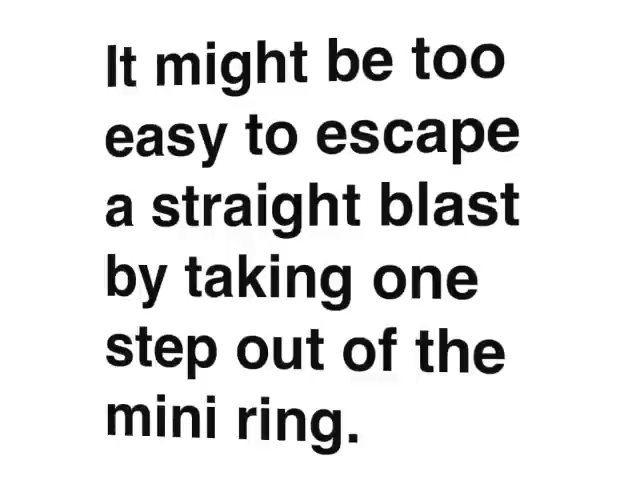 It might be too
easy to escape
a straight blast
by taking one
step out of the
mini ring.